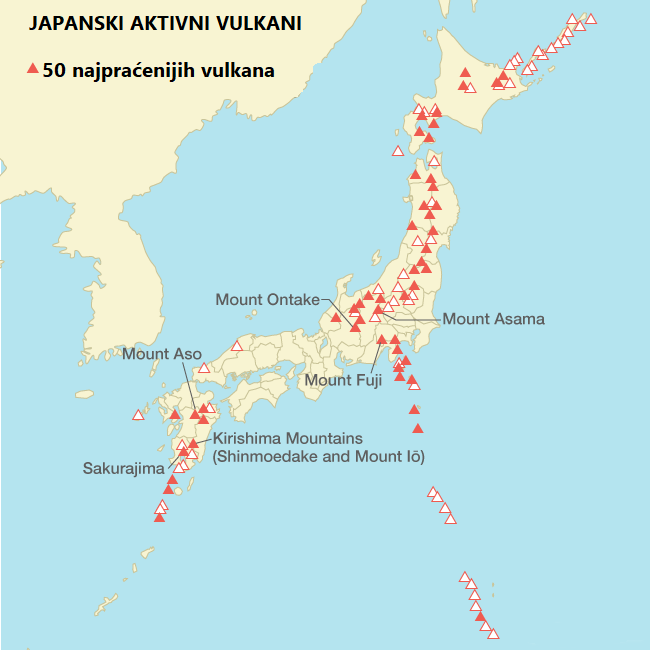 JAPANSKI AKTIVNI VULKANI
50 najpraćenijih vulkana
Mount Ontake
Mount Asama
Mount Aso
Mount Fuji
Kirishima Mountains
(Shinmoedake and Mount Iō)
Sakurajima